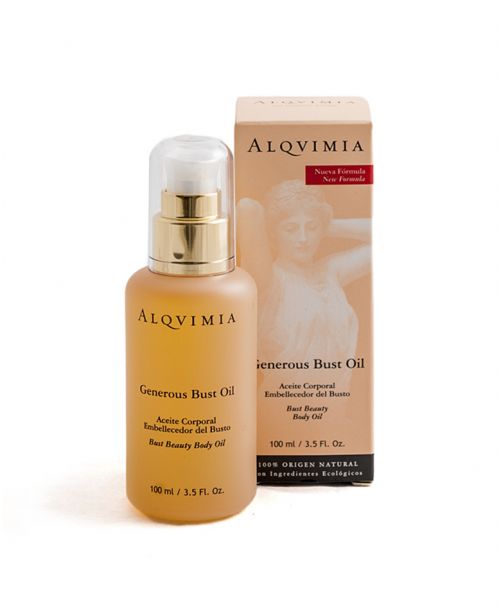 ALQVIMIA
Generous Bust Oil
Aceite Corporal
Embellecedor del Busto
Bust Beauty Body Oil
100 ml / 3.5 Fl. Oz.
ALQVIMIA
ALQVIMIA
Nueva Fórmula
New Formula
Generous Bust Oil
Aceite Corporal
Embellecedor del Busto
Bust Beauty
Body Oil
100 ml / 3.5 Fl. Oz.
100% ORIGEN NATURAL
on Ingredientes Ecológicos